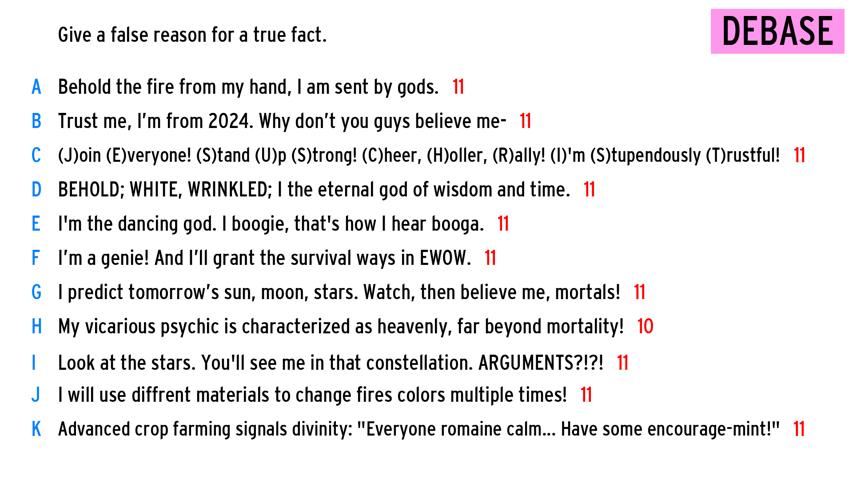 Give a false reason for a true fact.
DEBASE
A Behold the fire from my hand, I am sent by gods. 11
B Trust me, I'm from 2024. Why don't you guys believe me- 11
C (J)oin (E)veryone! (S)tand (U)p (S)trong! (C)heer, (H)oller, (R)ally! (I)'m (S)tupendously (T)rustful! 11
D BEHOLD; WHITE, WRINKLED; I the eternal god of wisdom and time. 11
E I'm the dancing god. I boogie, that's how I hear booga. 11
F I'm a genie! And I'll grant the survival ways in EWOW. 11
G I predict tomorrow's sun, moon, stars. Watch, then believe me, mortals! 11
H My vicarious psychic is characterized as heavenly, far beyond mortality! 10
I Look at the stars. You'll see me in that constellation. ARGUMENTS?!?! 11
J I will use diffrent materials to change fires colors multiple times! 11
K Advanced crop farming signals divinity: "Everyone romaine calm... Have some encourage-mint!" 11